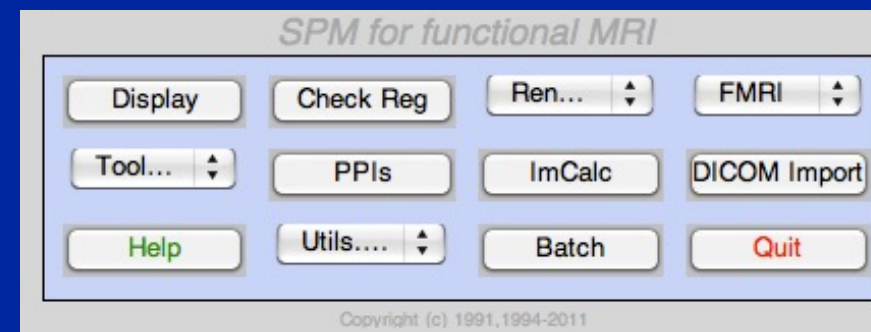 SPM for functional MRI
Display Check Reg Ren... FMRI
Tool... PPIs ImCalc DICOM Import
Help Utils.... Batch Quit
Copyright (c) 1991,1994-2011